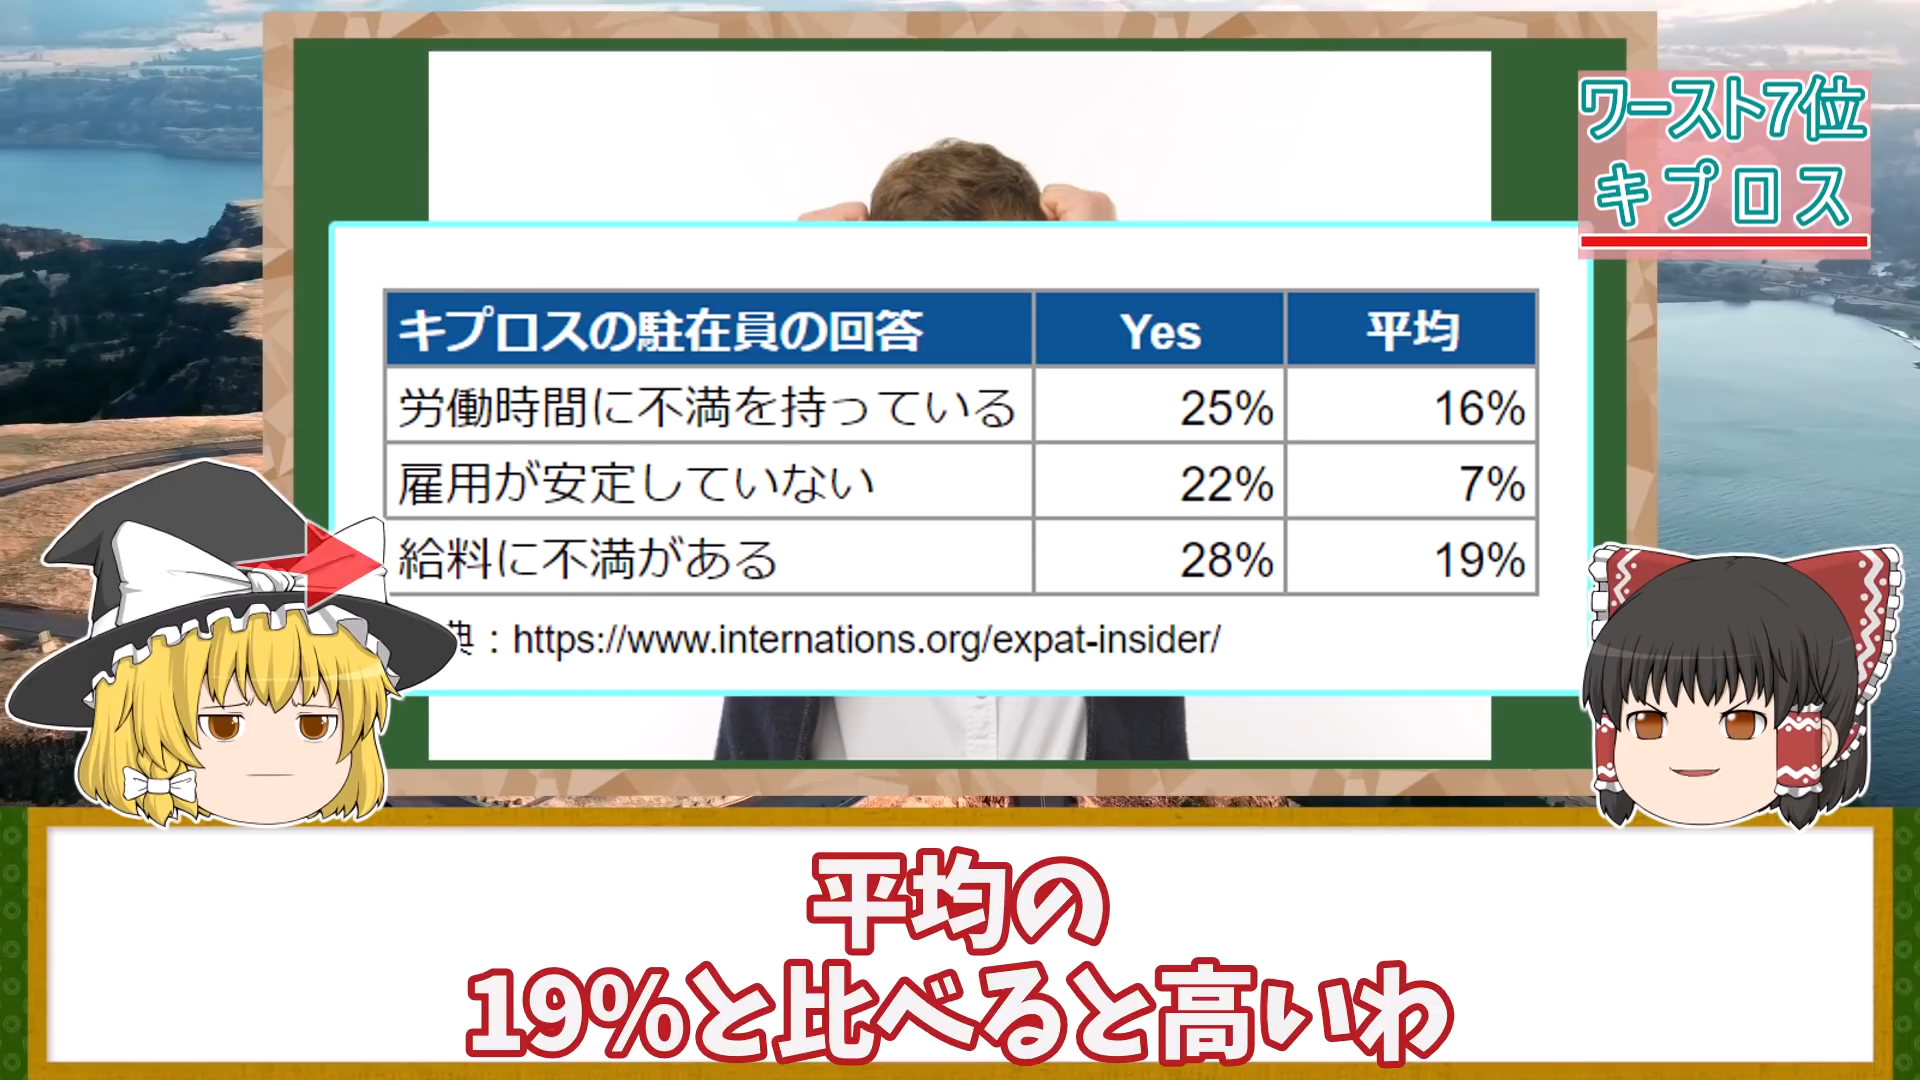 ワースト7位
キプロス
キプロスの駐在員の回答 Yes 平均
労働時間に不満を持っている 25% 16%
雇用が安定していない 22% 7%
給料に不満がある 28% 19%
典：https://www.internations.org/expat-insider/
平均の
19%と比べると高いわ